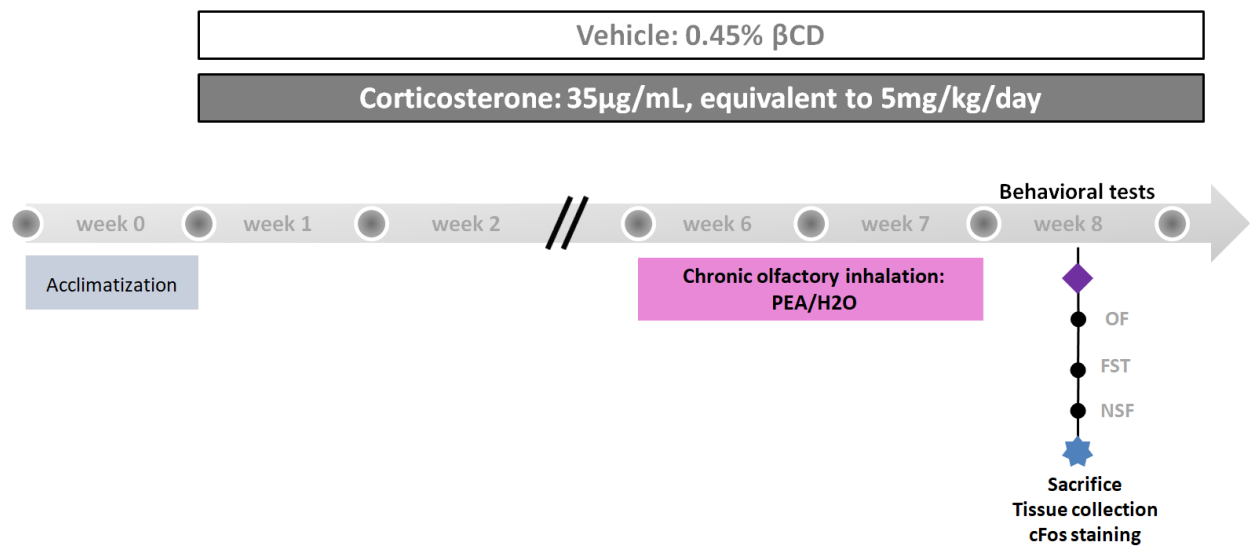 Vehicle: 0.45% βCD
Corticosterone: 35µg/mL, equivalent to 5mg/kg/day
Behavioral tests
week 0
week 1
week 2
week 6
week 7
week 8
Acclimatization
Chronic olfactory inhalation:
PEA/H2O
OF
FST
NSF
Sacrifice
Tissue collection
cFos staining